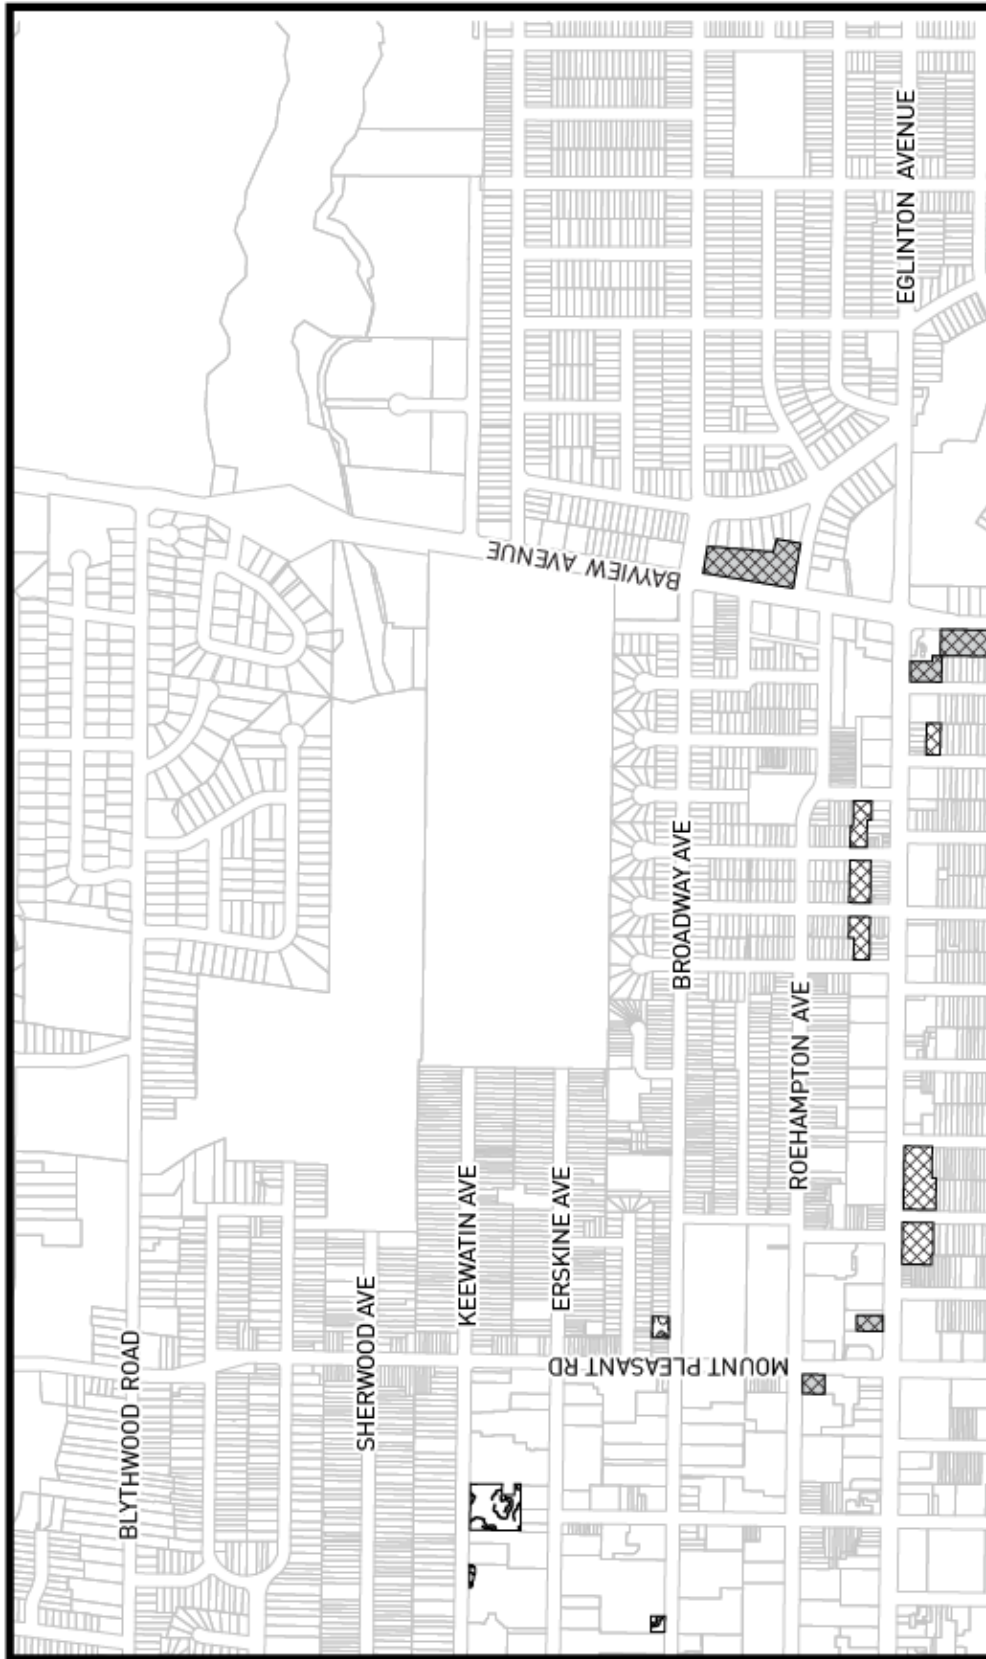 EGLINTON AVENUE
BAYVIEW AVENUE
BROADWAY AVE
ROEHAMPTON AVE
KEEWATIN AVE
ERSKINE AVE
SHERWOOD AVE
BLYTHWOOD ROAD
MOUNT PLEASANT RD